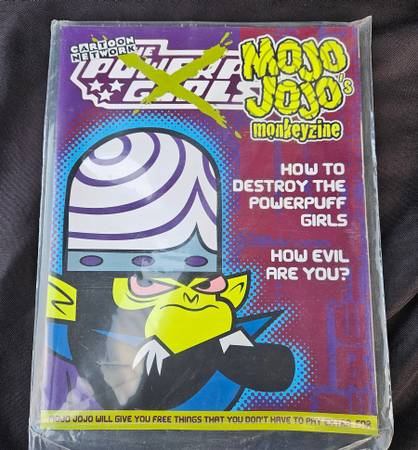 CARTOON NETWORK
THE
POWERP
GIRLS
MOJO
JOJO's
monkeyzine
HOW TO
DESTROY THE
POWERPUFF
GIRLS
HOW EVIL
ARE YOU?
MOJO JOJO WILL GIVE YOU FREE THINGS THAT YOU DON'T HAVE TO PAY